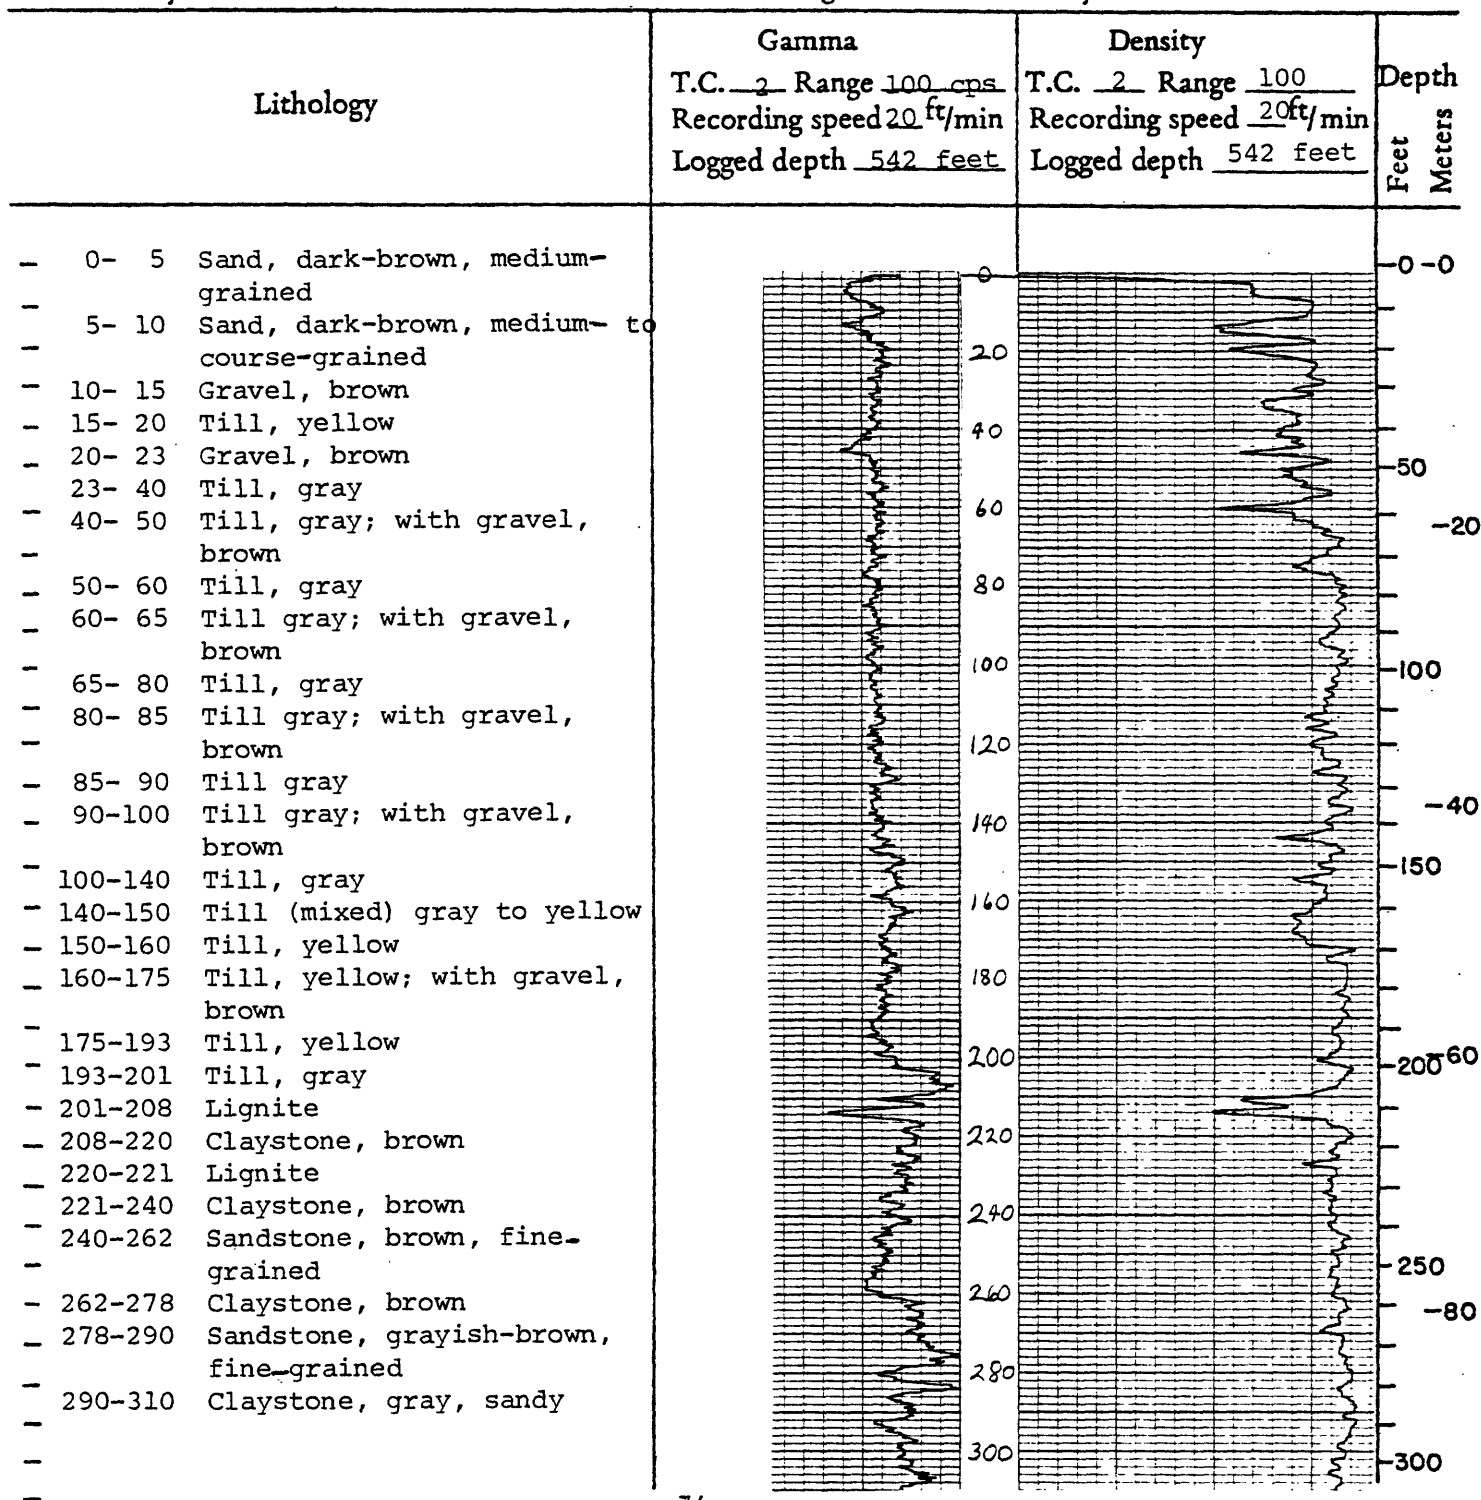 Lithology
Gamma
T.C. 2 Range 100 cps
Recording speed 20 ft/min
Logged depth 542 feet
Density
T.C. 2 Range 100
Recording speed 20 ft/min
Logged depth 542 feet
Depth
Feet
Meters
0- 5 Sand, dark-brown, medium-
grained
5- 10 Sand, dark-brown, medium- to
course-grained
10- 15 Gravel, brown
15- 20 Till, yellow
20- 23 Gravel, brown
23- 40 Till, gray
40- 50 Till, gray; with gravel,
brown
50- 60 Till, gray
60- 65 Till gray; with gravel,
brown
65- 80 Till, gray
80- 85 Till gray; with gravel,
brown
85- 90 Till gray
90-100 Till gray; with gravel,
brown
100-140 Till, gray
140-150 Till (mixed) gray to yellow
150-160 Till, yellow
160-175 Till, yellow; with gravel,
brown
175-193 Till, yellow
193-201 Till, gray
201-208 Lignite
208-220 Claystone, brown
220-221 Lignite
221-240 Claystone, brown
240-262 Sandstone, brown, fine-
grained
262-278 Claystone, brown
278-290 Sandstone, grayish-brown,
fine-grained
290-310 Claystone, gray, sandy
0
20
40
60
80
100
120
140
160
180
200
220
240
260
280
300
0
50
100
150
200
250
300
0
20
40
60
80